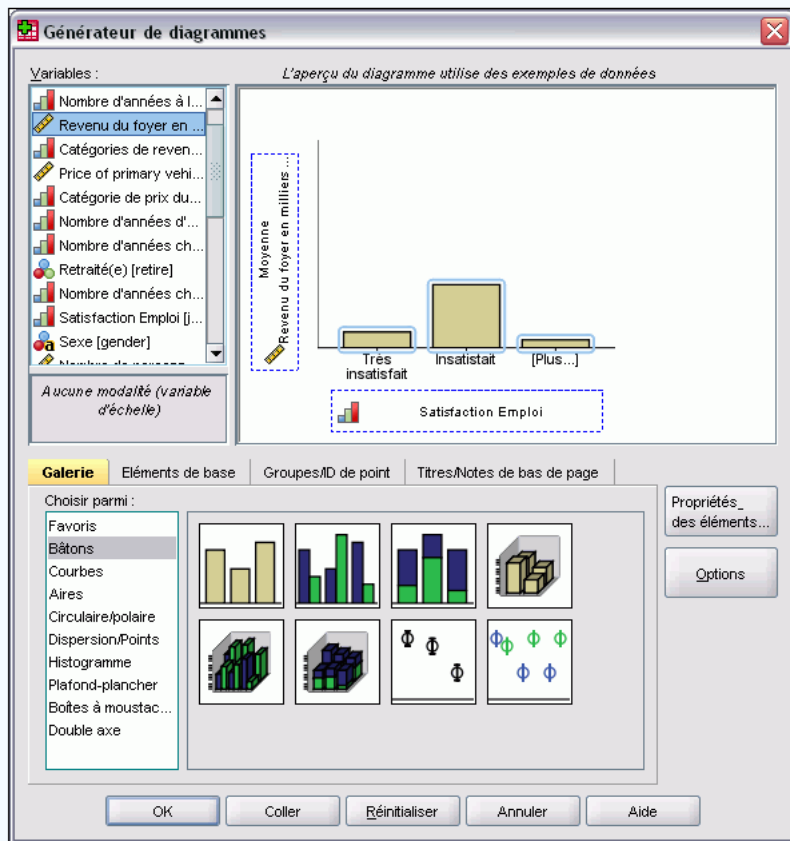 Générateur de diagrammes
Variables :
L'aperçu du diagramme utilise des exemples de données
Nombre d'années à l...
Revenu du foyer en ...
Catégories de reven...
Price of primary vehi...
Catégorie de prix du...
Nombre d'années d'...
Nombre d'années ch...
Retraité(e) [retire]
Nombre d'années ch...
Satisfaction Emploi [j...
Sexe [gender]
Aucune modalité (variable
d'échelle)
Moyenne
Revenu du foyer en milliers ...
Très
insatisfait
Insatistait
[Plus...]
Satisfaction Emploi
Galerie
Eléments de base
Groupes/ID de point
Titres/Notes de bas de page
Choisir parmi :
Favoris
Bâtons
Courbes
Aires
Circulaire/polaire
Dispersion/Points
Histogramme
Plafond-plancher
Boîtes à moustac...
Double axe
Propriétés_
des éléments...
Options
OK
Coller
Réinitialiser
Annuler
Aide